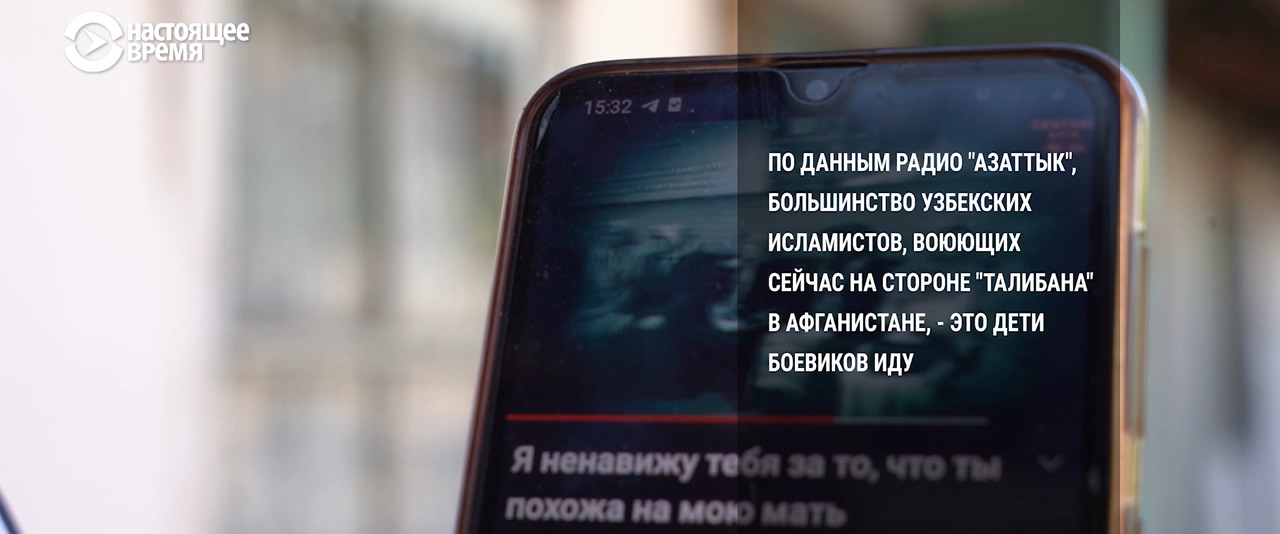 настоящее
время
15:32
ПО ДАННЫМ РАДИО "АЗАТТЫК",
БОЛЬШИНСТВО УЗБЕКСКИХ
ИСЛАМИСТОВ, ВОЮЮЩИХ
СЕЙЧАС НА СТОРОНЕ "ТАЛИБАНА"
В АФГАНИСТАНЕ, - ЭТО ДЕТИ
БОЕВИКОВ ИДУ
Я ненавижу тебя за то, что ты
похожа на мою мать